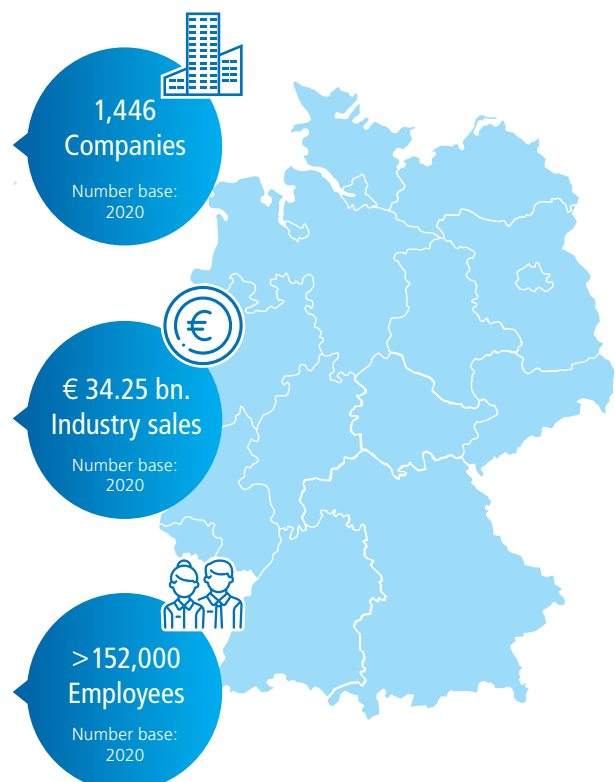 1,446
Companies
Number base:
2020
€
€ 34.25 bn.
Industry sales
Number base:
2020
>152,000
Employees
Number base:
2020